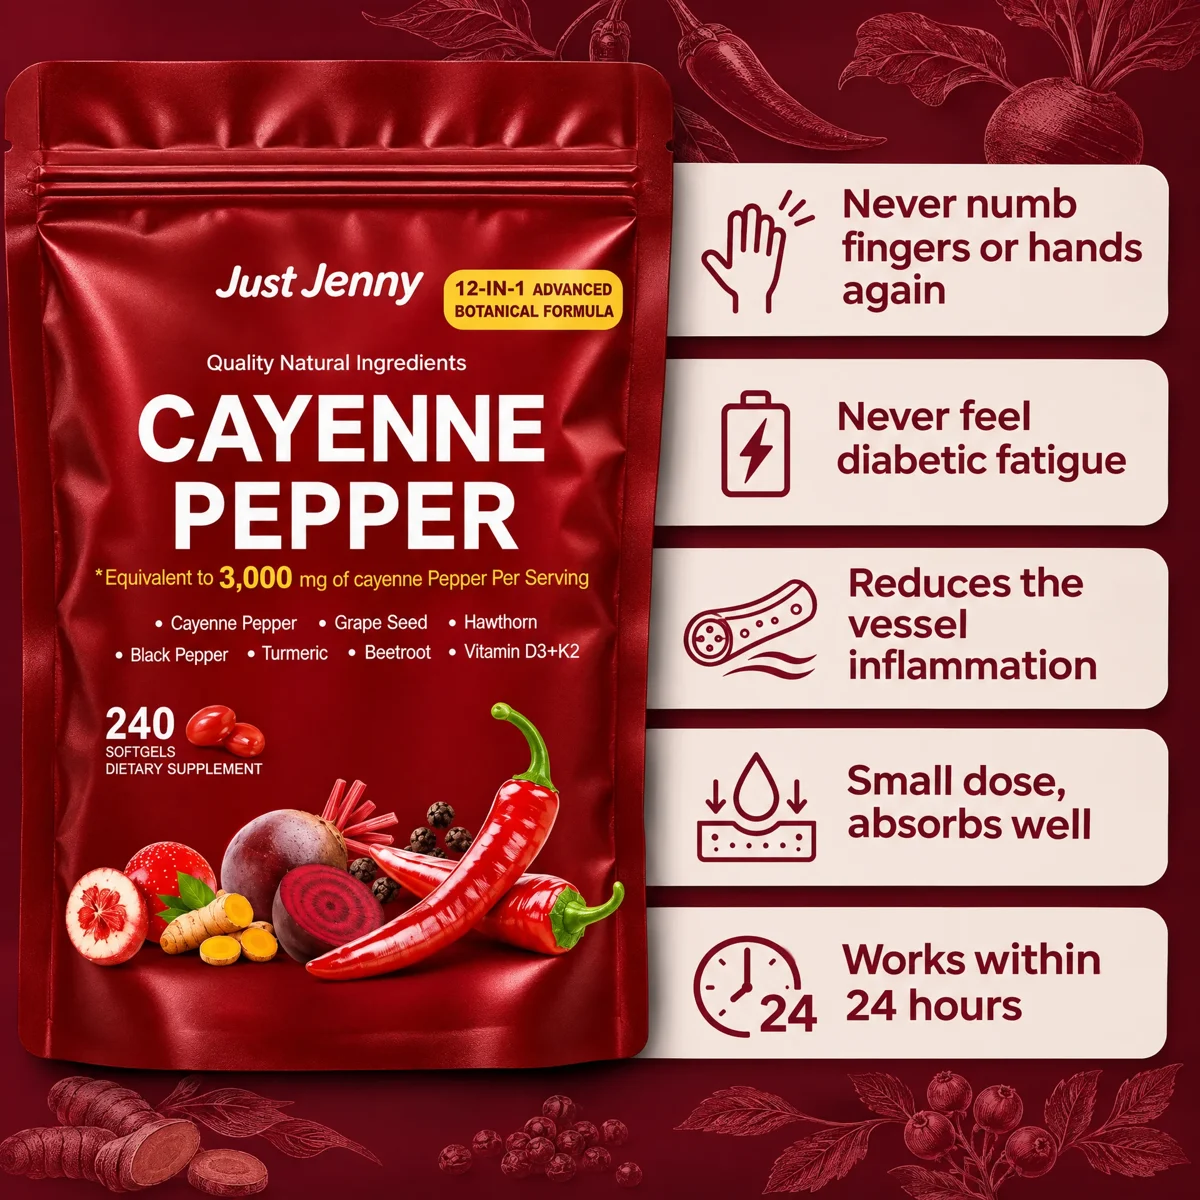 Just Jenny
12-IN-1 ADVANCED
BOTANICAL FORMULA
Quality Natural Ingredients
CAYENNE
PEPPER
*Equivalent to 3,000 mg of cayenne Pepper Per Serving
• Cayenne Pepper • Grape Seed • Hawthorn
• Black Pepper • Turmeric • Beetroot • Vitamin D3+K2
240
SOFTGELS
DIETARY SUPPLEMENT
Never numb
fingers or hands
again
Never feel
diabetic fatigue
Reduces the
vessel
inflammation
Small dose,
absorbs well
24
Works within
24 hours